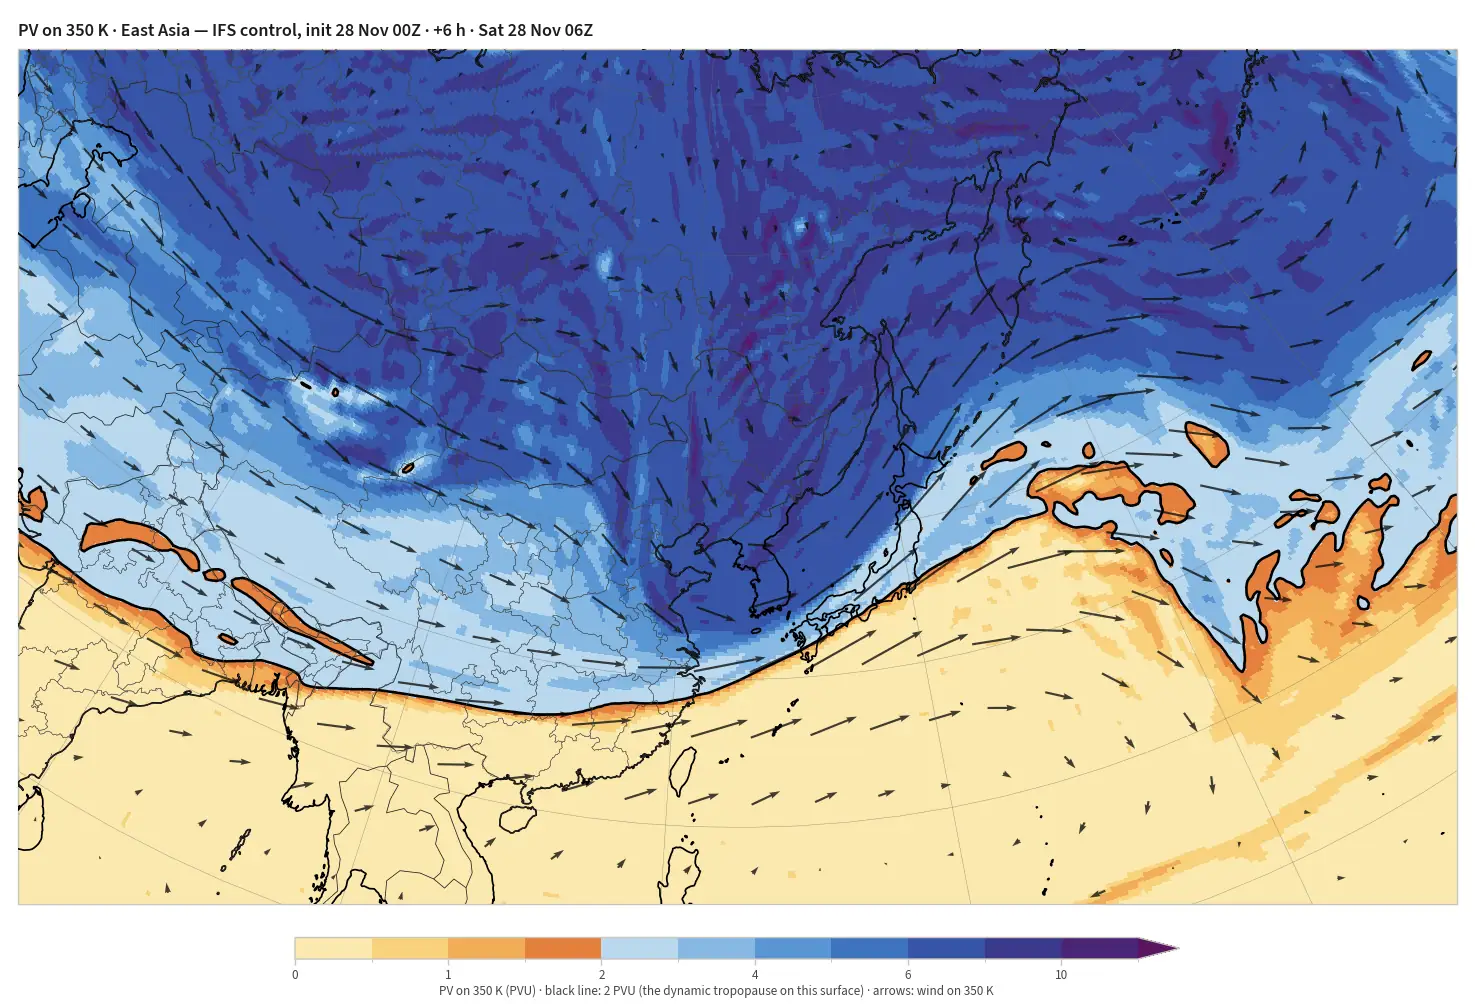 PV on 350 K · East Asia — IFS control, init 28 Nov 00Z · +6 h · Sat 28 Nov 06Z
0 1 2 4 6 10
PV on 350 K (PVU) · black line: 2 PVU (the dynamic tropopause on this surface) · arrows: wind on 350 K